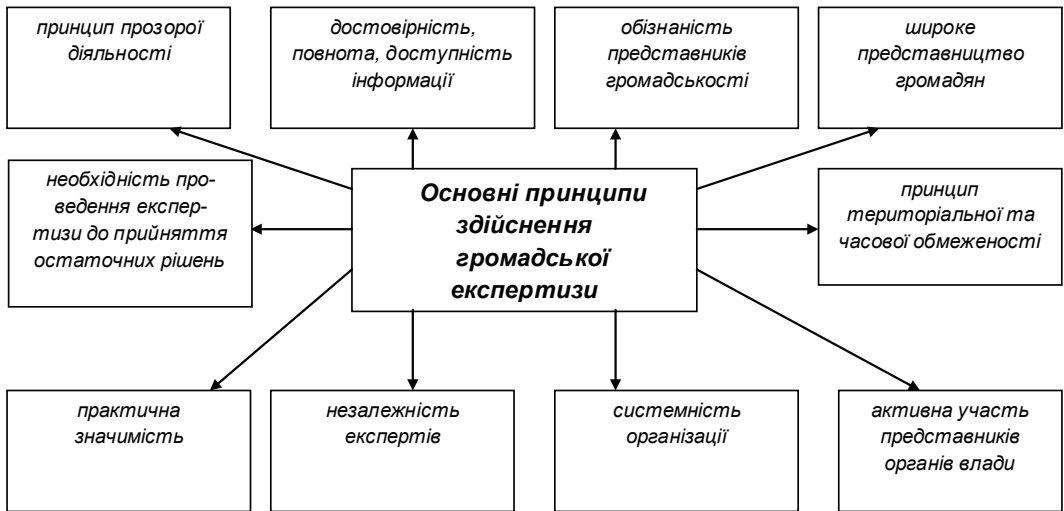 принцип прозорої
діяльності
достовірність,
повнота, доступність
інформації
обізнаність
представників
громадськості
широке
представництво
громадян
необхідність про-
ведення експер-
тизи до прийняття
остаточних рішень
Основні принципи
здійснення
громадської
експертизи
принцип
територіальної та
часової обмеженості
практична
значимість
незалежність
експертів
системність
організації
активна участь
представників
органів влади